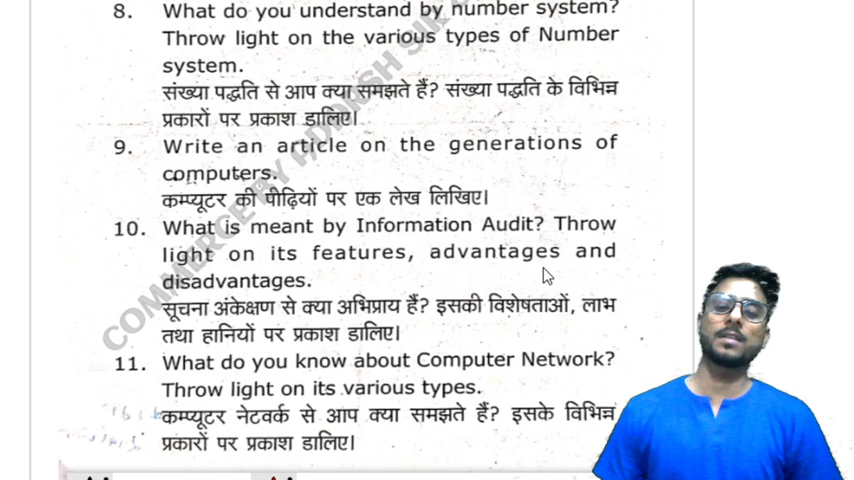 8. What do you understand by number system?
Throw light on the various types of Number
system.
संख्या पद्धति से आप क्या समझते हैं? संख्या पद्धति के विभिन्न
प्रकारों पर प्रकाश डालिए।
9. Write an article on the generations of
computers.
कम्प्यूटर की पीढ़ियों पर एक लेख लिखिए।
10. What is meant by Information Audit? Throw
light on its features, advantages and
disadvantages.
सूचना अंकेक्षण से क्या अभिप्राय हैं? इसकी विशेषताओं, लाभ
तथा हानियों पर प्रकाश डालिए।
11. What do you know about Computer Network?
Throw light on its various types.
कम्प्यूटर नेटवर्क से आप क्या समझते हैं? इसके विभिन्न
प्रकारों पर प्रकाश डालिए।
COMMERCE BY ADARSH SIR